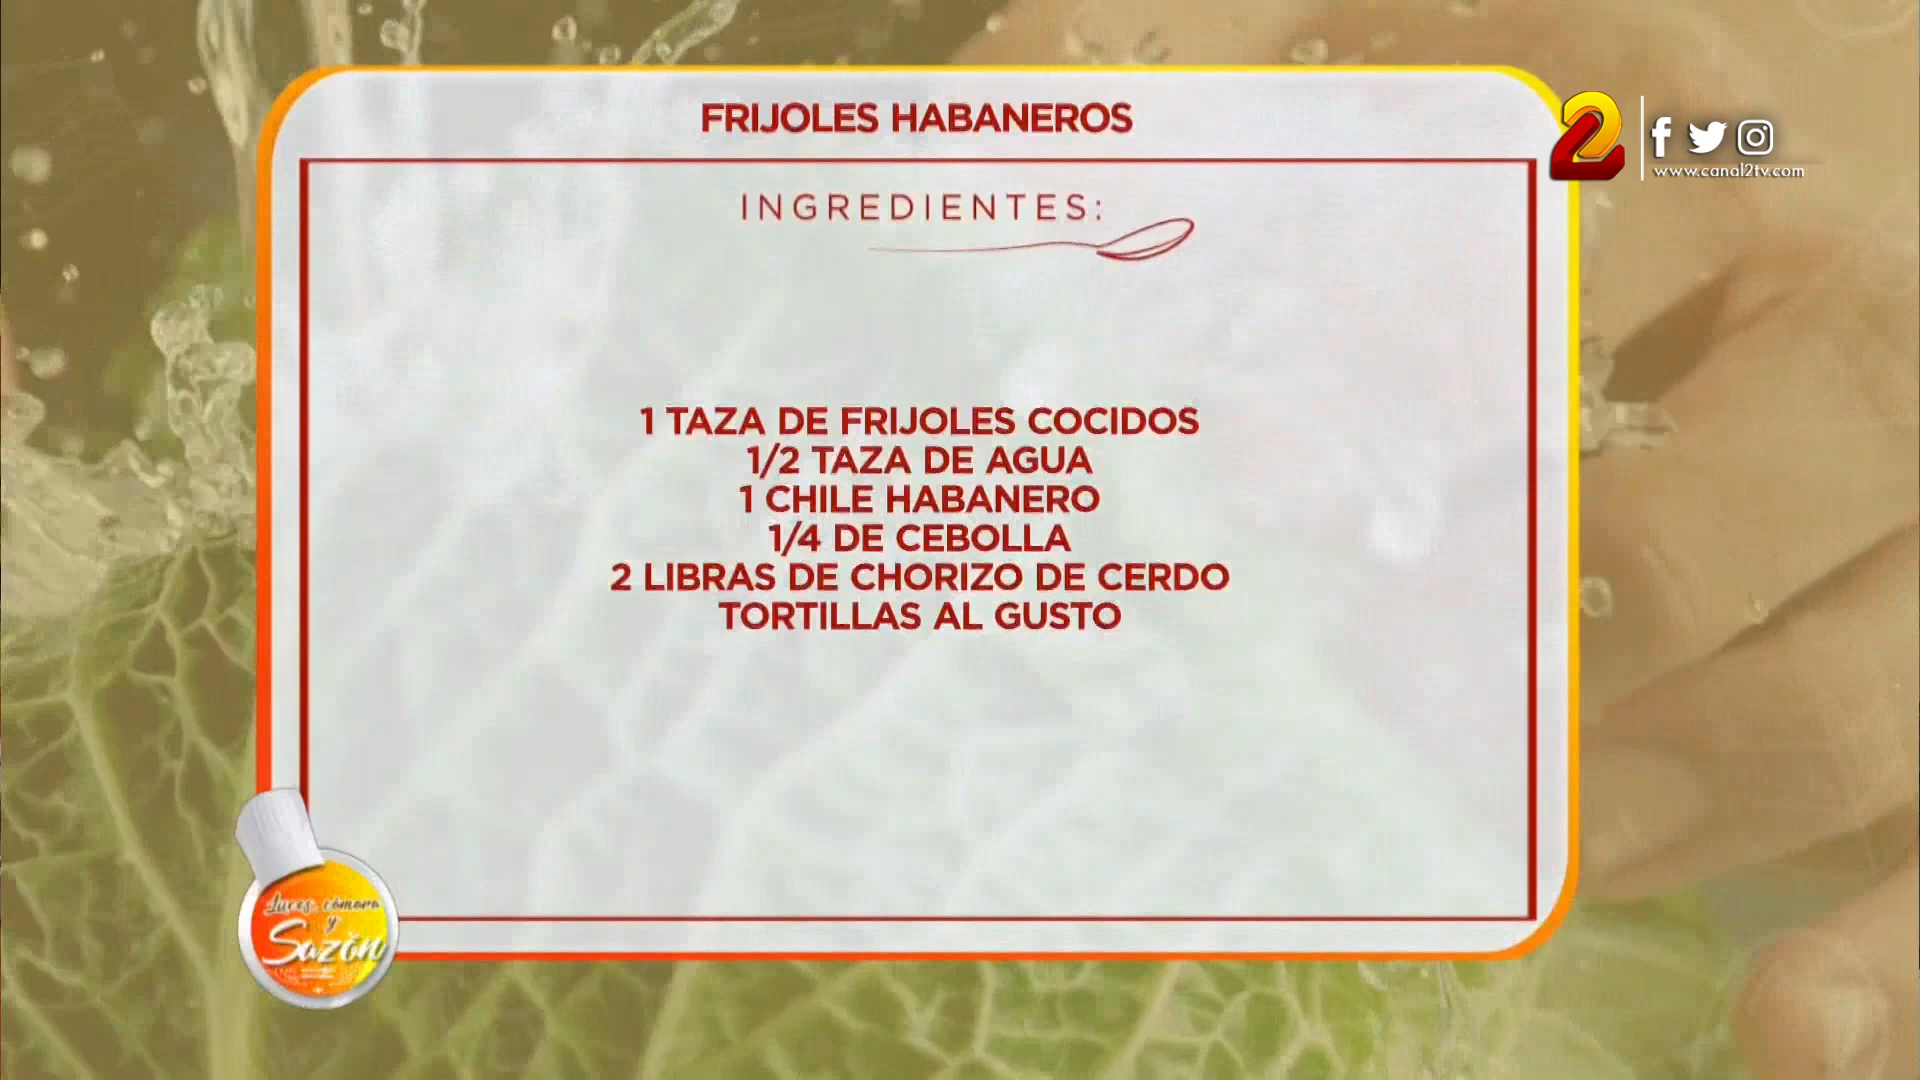 FRIJOLES HABANEROS
INGREDIENTES:
1 TAZA DE FRIJOLES COCIDOS
1/2 TAZA DE AGUA
1 CHILE HABANERO
1/4 DE CEBOLLA
2 LIBRAS DE CHORIZO DE CERDO
TORTILLAS AL GUSTO
2
www.canal2tv.com
Luces, cámara
y
Sazón